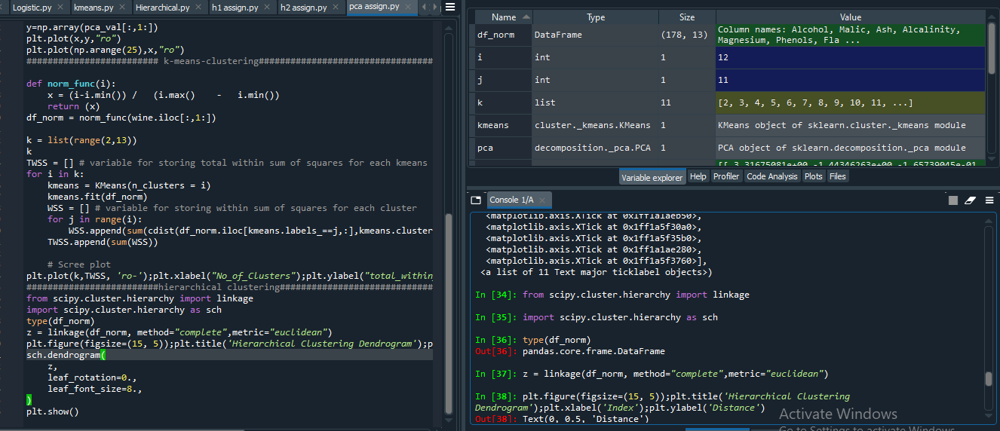 Logistic.py
kmeans.py
Hierarchical.py
h1 assign.py
h2 assign.py
pca assign.py
y=np.array(pca_val[:,1:])
plt.plot(x,y,"ro")
plt.plot(np.arange(25),x,"ro")
######################### k-means-clustering#################################
def norm_func(i):
x = (i-i.min()) / (i.max() - i.min())
return (x)
df_norm = norm_func(wine.iloc[:,1:])
k = list(range(2,13))
k
TWSS = [] # variable for storing total within sum of squares for each kmeans
for i in k:
kmeans = KMeans(n_clusters = i)
kmeans.fit(df_norm)
WSS = [] # variable for storing within sum of squares for each cluster
for j in range(i):
WSS.append(sum(cdist(df_norm.iloc[kmeans.labels_==j,:],kmeans.cluster
TWSS.append(sum(WSS))
# Scree plot
plt.plot(k,TWSS, 'ro-');plt.xlabel("No_of_Clusters");plt.ylabel("total_within
#########################hierarchical clustering#############################
from scipy.cluster.hierarchy import linkage
import scipy.cluster.hierarchy as sch
type(df_norm)
z = linkage(df_norm, method="complete",metric="euclidean")
plt.figure(figsize=(15, 5));plt.title('Hierarchical Clustering Dendrogram');p
sch.dendrogram(
z,
leaf_rotation=0.,
leaf_font_size=8.,
)
plt.show()
Name Type Size Value
df_norm DataFrame (178, 13) Column names: Alcohol, Malic, Ash, Alcalinity,
Magnesium, Phenols, Fla ...
i int 1 12
j int 1 11
k list 11 [2, 3, 4, 5, 6, 7, 8, 9, 10, 11, ...]
kmeans cluster._kmeans.KMeans 1 KMeans object of sklearn.cluster._kmeans module
pca decomposition._pca.PCA 1 PCA object of sklearn.decomposition._pca module
[[ 3.31675081e+00 -1.44346263e+00 -1.65739045e-01
Variable explorer Help Profiler Code Analysis Plots Files
Console 1/A
<matplotlib.axis.XTick at 0x1ff1a1aeb50>,
<matplotlib.axis.XTick at 0x1ff1a5f30a0>,
<matplotlib.axis.XTick at 0x1ff1a5f35b0>,
<matplotlib.axis.XTick at 0x1ff1a1ae280>,
<matplotlib.axis.XTick at 0x1ff1a5f3760>],
<a list of 11 Text major ticklabel objects>)
In [34]: from scipy.cluster.hierarchy import linkage
In [35]: import scipy.cluster.hierarchy as sch
In [36]: type(df_norm)
Out[36]: pandas.core.frame.DataFrame
In [37]: z = linkage(df_norm, method="complete",metric="euclidean")
In [38]: plt.figure(figsize=(15, 5));plt.title('Hierarchical Clustering
Dendrogram');plt.xlabel('Index');plt.ylabel('Distance')
Out[38]: Text(0, 0.5, 'Distance')
Activate Windows
Go to Settings to activate Windows.